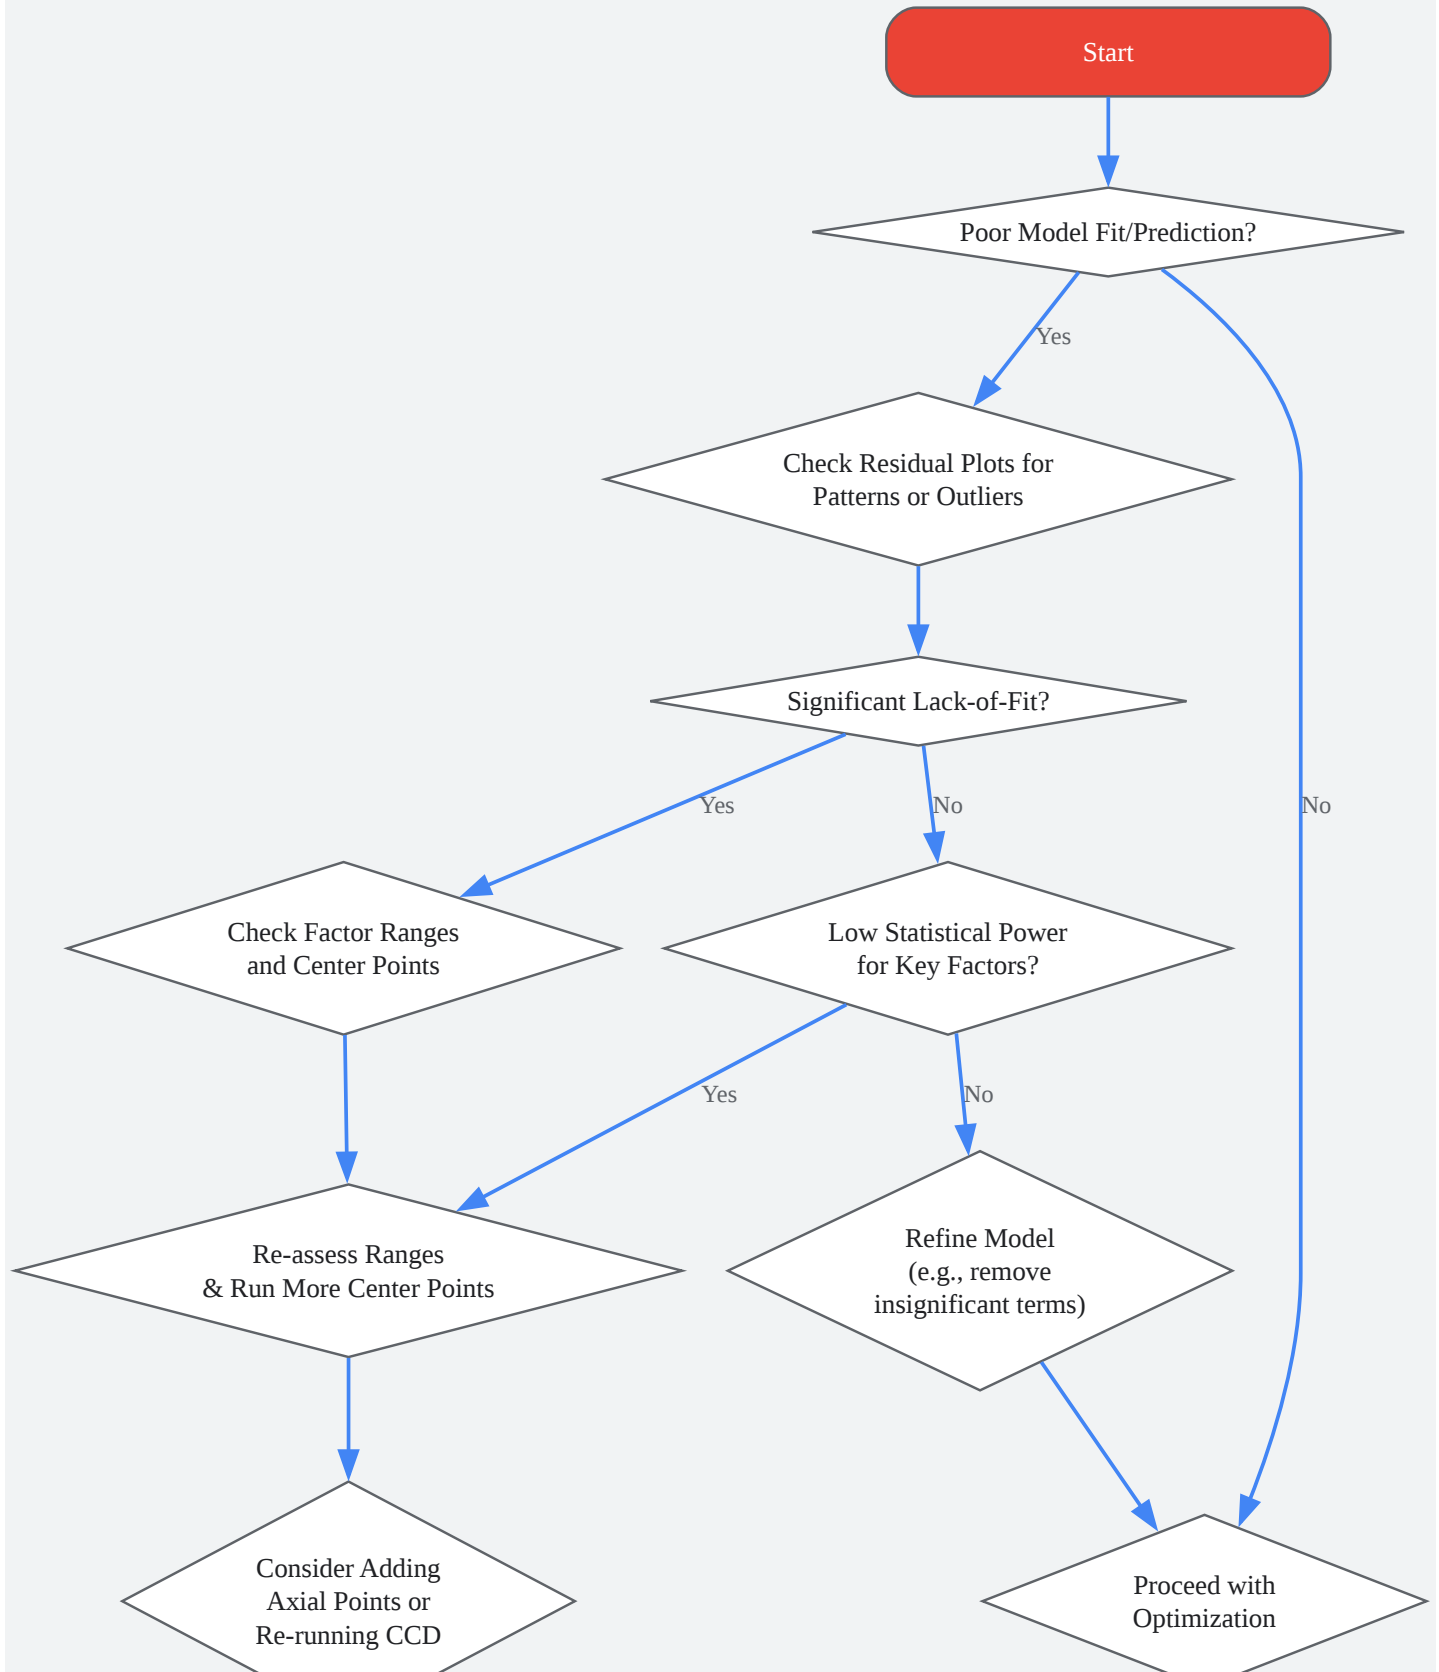 Start
Poor Model Fit/Prediction?
Yes
Check Residual Plots for
Patterns or Outliers
Significant Lack-of-Fit?
Yes
No
No
Check Factor Ranges
and Center Points
Low Statistical Power
for Key Factors?
Yes
No
Re-assess Ranges
& Run More Center Points
Refine Model
(e.g., remove
insignificant terms)
Consider Adding
Axial Points or
Re-running CCD
Proceed with
Optimization